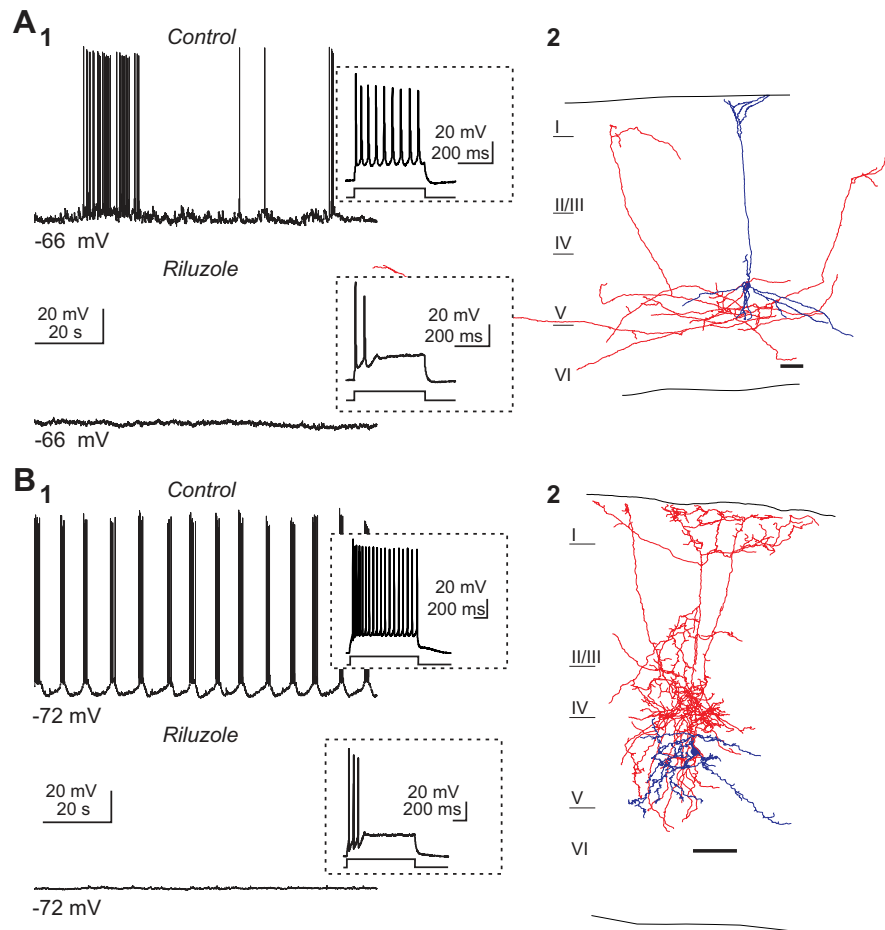 A
1
Control
2
20 mV
200 ms
-66 mV
I
II/III
IV
V
VI
Riluzole
20 mV
20 s
20 mV
200 ms
-66 mV
B
1
Control
2
20 mV
200 ms
-72 mV
I
II/III
IV
V
VI
Riluzole
20 mV
20 s
20 mV
200 ms
-72 mV